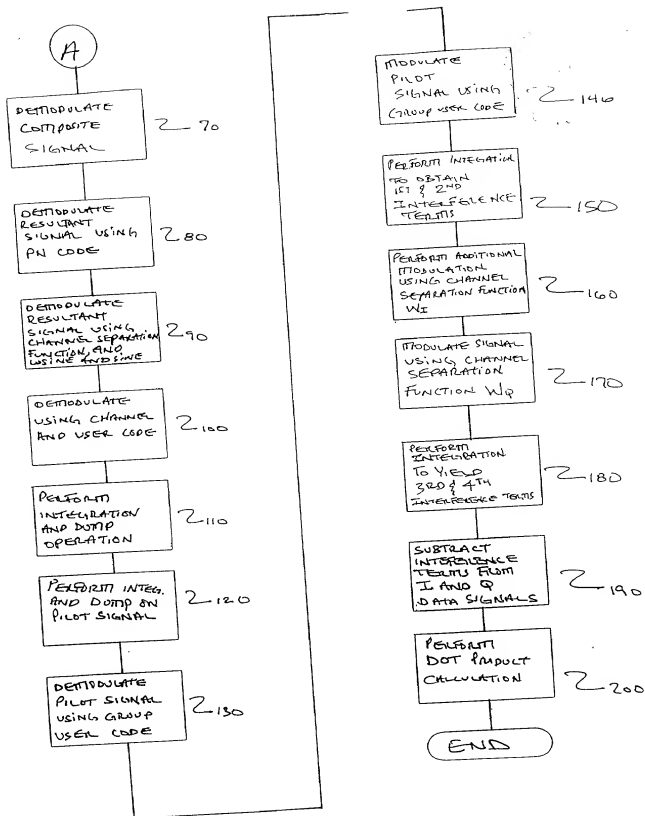 A
DEMODULATE
COMPOSITE
SIGNAL
70
DEMODULATE
RESULTANT
SIGNAL USING
PN CODE
80
DEMODULATE
RESULTANT
SIGNAL USING
CHANNEL SEPARATION
FUNCTION, AND
COSINE AND SINE
90
DEMODULATE
USING CHANNEL
AND USER CODE
100
PERFORM
INTEGRATION
AND DUMP
OPERATION
110
PERFORM INTEG.
AND DUMP ON
PILOT SIGNAL
120
DEMODULATE
PILOT SIGNAL
USING GROUP
USER CODE
130
MODULATE
PILOT
SIGNAL USING
GROUP USER CODE
140
PERFORM INTEGATION
TO OBTAIN
1ST & 2ND
INTERFERENCE
TERMS
150
PERFORM ADDITIONAL
MODULATION
USING CHANNEL
SEPARATION FUNCTION
WI
160
MODULATE SIGNAL
USING CHANNEL
SEPARATION
FUNCTION WQ
170
PERFORM
INTEGRATION
TO YIELD
3RD & 4TH
INTERFERENCE TERMS
180
SUBTRACT
INTERFERENCE
TERMS FROM
I AND Q
DATA SIGNALS
190
PERFORM
DOT PRODUCT
CALCULATION
200
END